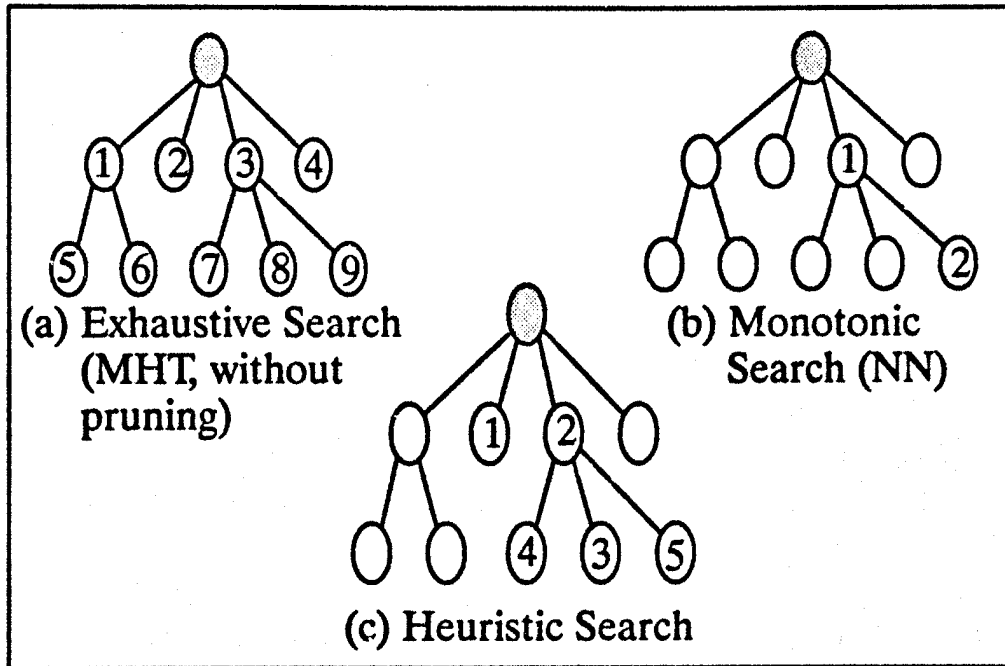 1 2 3 4
5 6 7 8 9
(a) Exhaustive Search
(MHT, without
pruning)
1
2
(b) Monotonic
Search (NN)
1 2
4 3 5
(c) Heuristic Search